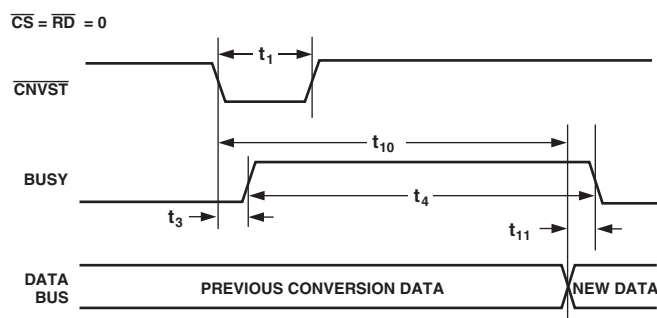 CS = RD = 0
t1
CNVST
t10
BUSY
t4
t3
t11
DATA
BUS
PREVIOUS CONVERSION DATA
NEW DATA